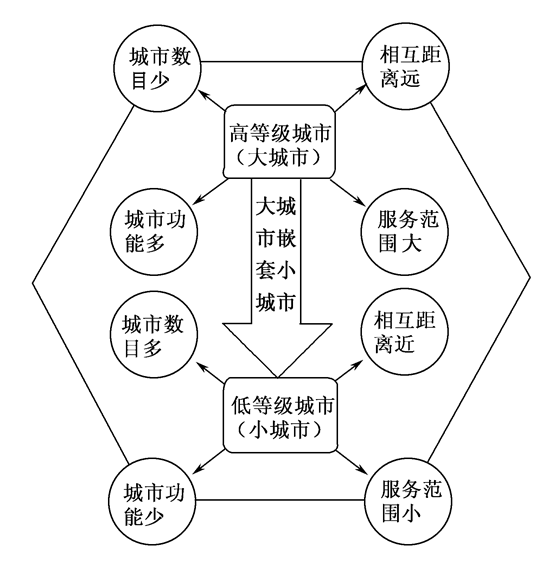 城市数
目少
相互距
离远
高等级城市
（大城市）
城市功
能多
服务范
围大
大城
市嵌
套小
城市
城市数
目多
相互距
离近
低等级城市
（小城市）
城市功
能少
服务范
围小